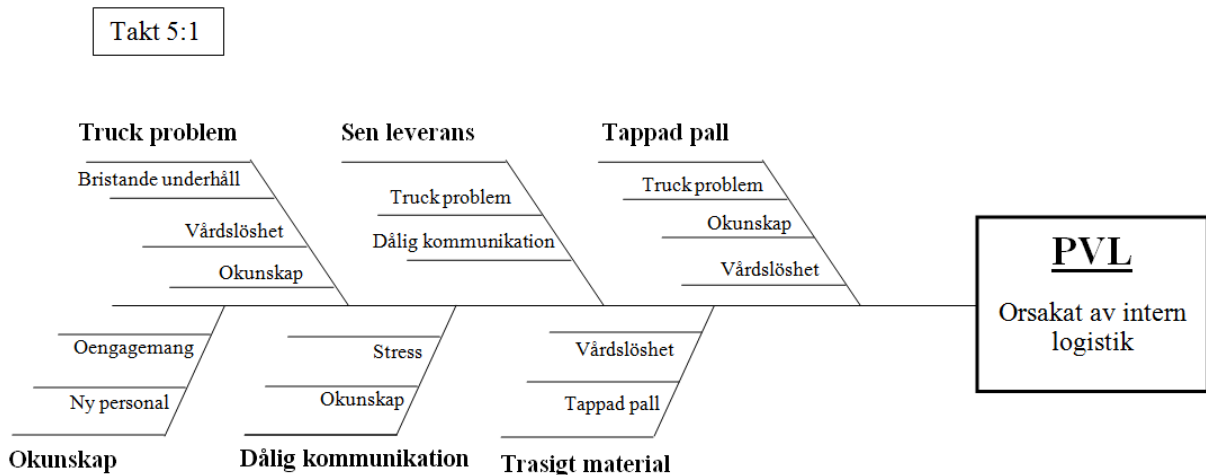 Takt 5:1
Truck problem
Sen leverans
Tappad pall
Bristande underhåll
Vårdslöshet
Okunskap
Truck problem
Dålig kommunikation
Truck problem
Okunskap
Vårdslöshet
PVL
Orsakat av intern
logistik
Oengagemang
Ny personal
Okunskap
Stress
Okunskap
Dålig kommunikation
Vårdslöshet
Tappad pall
Trasigt material